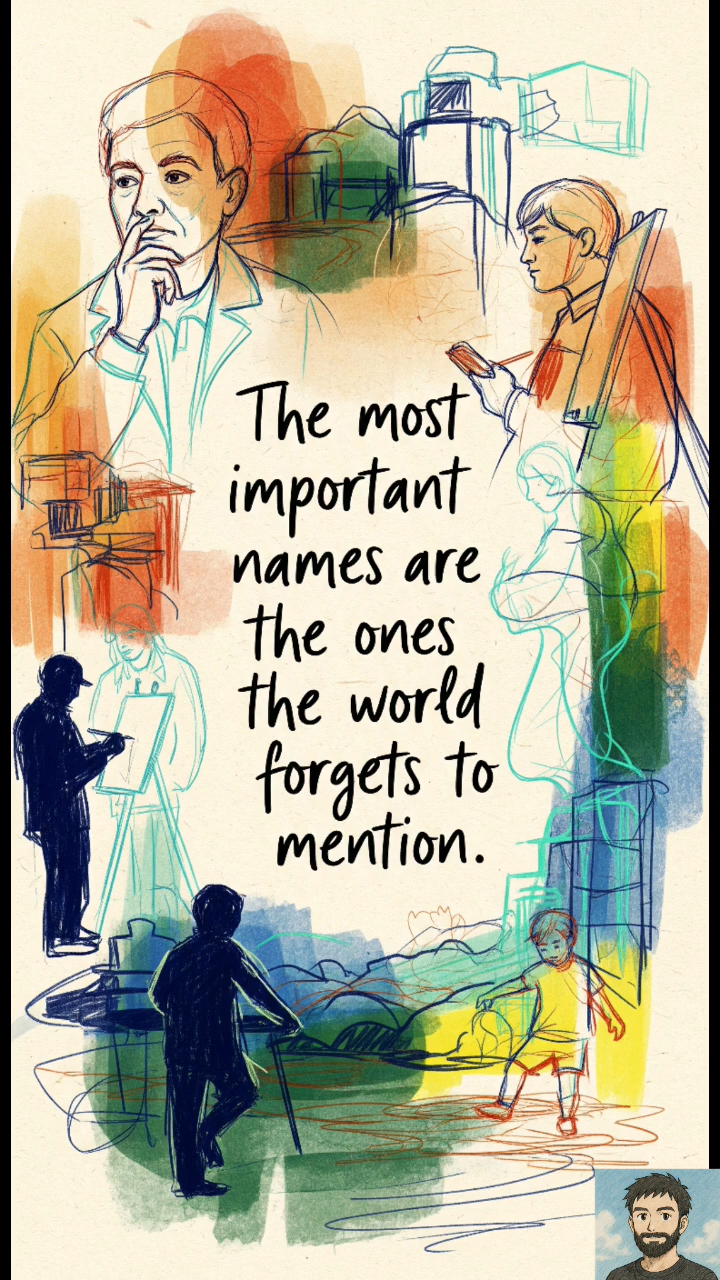 The most
important
names are
the ones
the world
forgets to
mention.